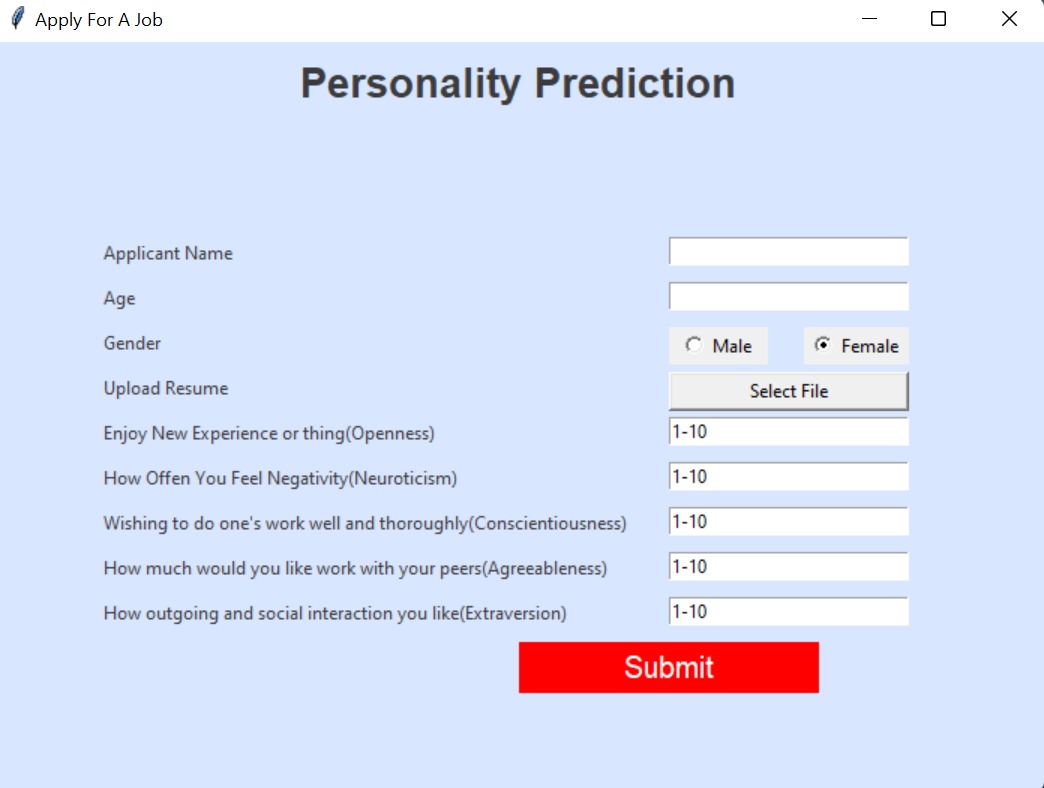 Apply For A Job
Personality Prediction
Applicant Name
Age
Gender Male Female
Upload Resume Select File
Enjoy New Experience or thing(Openness) 1-10
How Offen You Feel Negativity(Neuroticism) 1-10
Wishing to do one's work well and thoroughly(Conscientiousness) 1-10
How much would you like work with your peers(Agreeableness) 1-10
How outgoing and social interaction you like(Extraversion) 1-10
Submit